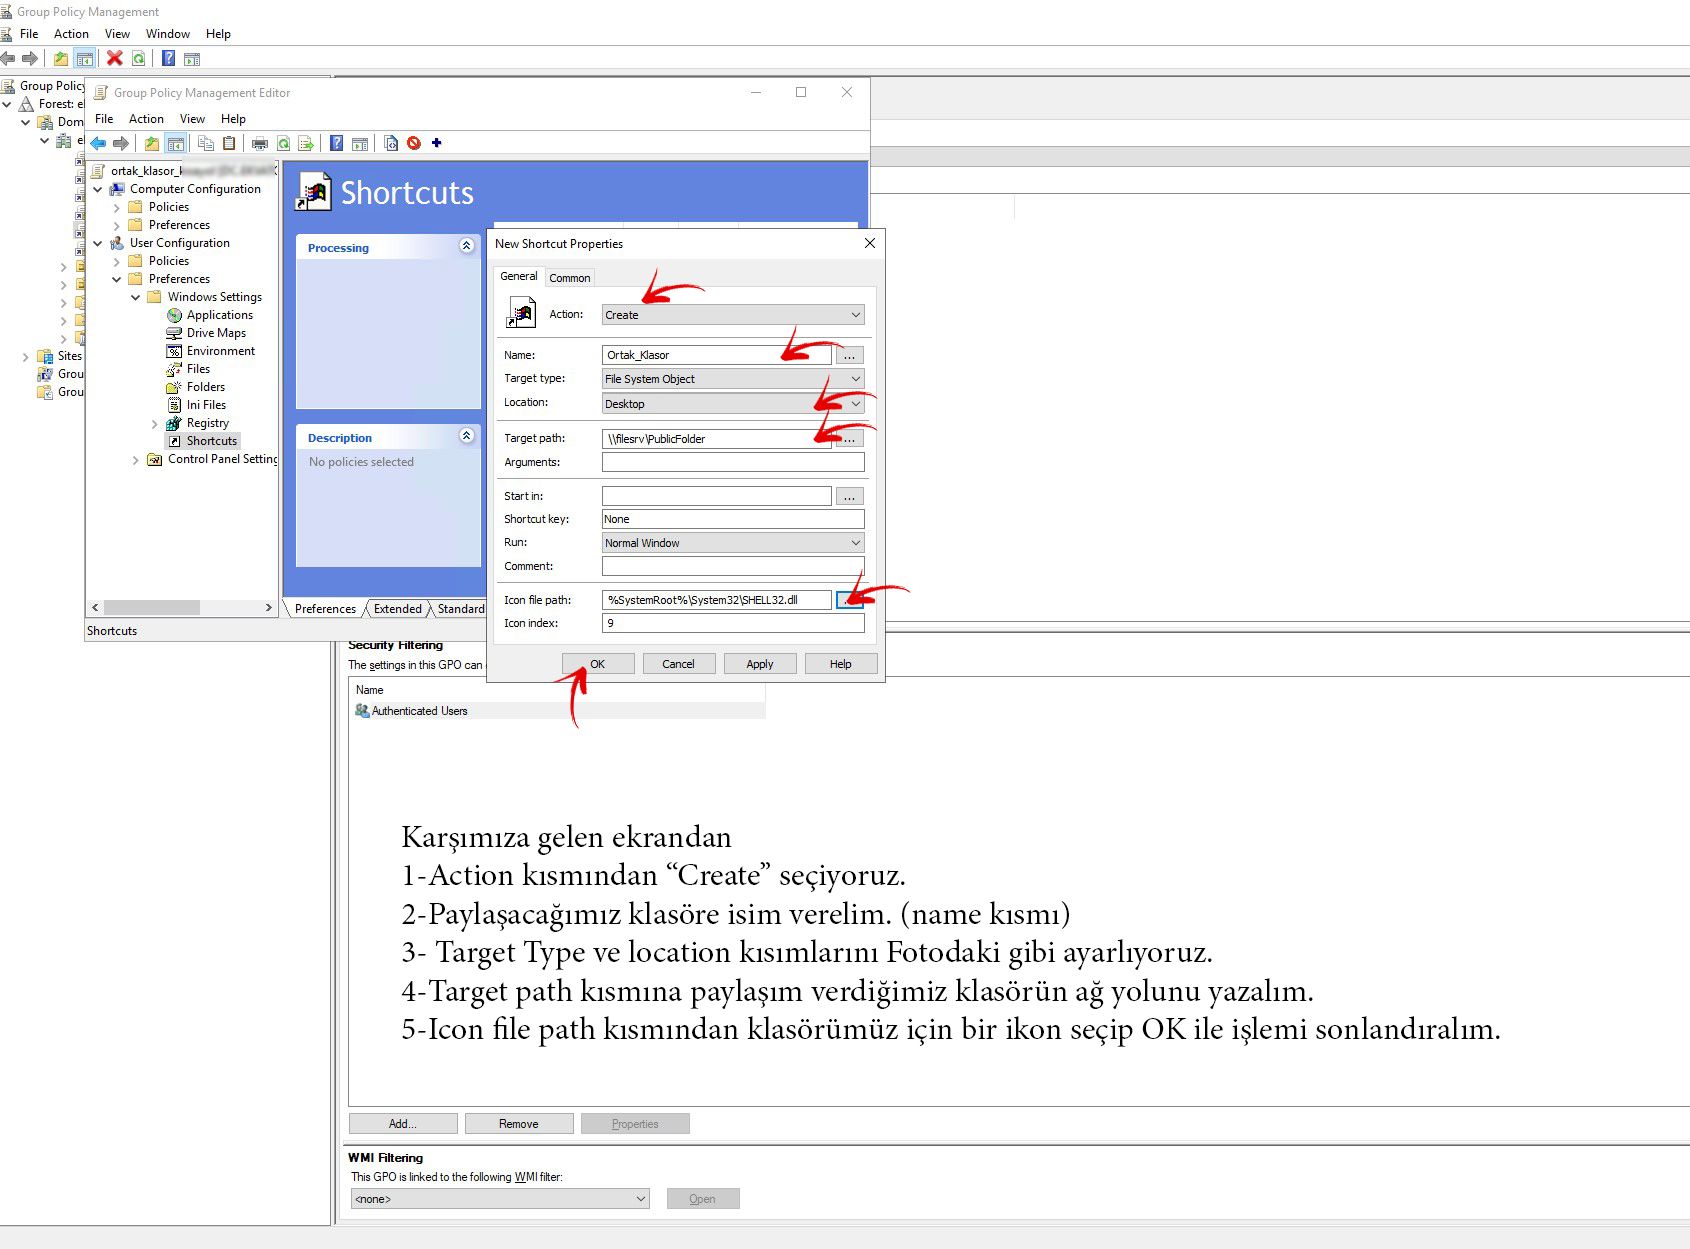 Group Policy Management
File Action View Window Help
Group Policy
Forest: el
Dom
el
Sites
Grou
Grou
Group Policy Management Editor
File Action View Help
ortak_klasor_k
Computer Configuration
Policies
Preferences
User Configuration
Policies
Preferences
Windows Settings
Applications
Drive Maps
Environment
Files
Folders
Ini Files
Registry
Shortcuts
Control Panel Setting
Shortcuts
Processing
Description
No policies selected
Preferences Extended Standard
Shortcuts
New Shortcut Properties
General Common
Action: Create
Name: Ortak_Klasor ...
Target type: File System Object
Location: Desktop
Target path: \\filesrv\PublicFolder ...
Arguments:
Start in: ...
Shortcut key: None
Run: Normal Window
Comment:
Icon file path: %SystemRoot%\System32\SHELL32.dll
Icon index: 9
OK Cancel Apply Help
Security Filtering
The settings in this GPO can
Name
Authenticated Users
Karşımıza gelen ekrandan
1-Action kısmından “Create” seçiyoruz.
2-Paylaşacağımız klasöre isim verelim. (name kısmı)
3- Target Type ve location kısımlarını Fotodaki gibi ayarlıyoruz.
4-Target path kısmına paylaşım verdiğimiz klasörün ağ yolunu yazalım.
5-Icon file path kısmından klasörümüz için bir ikon seçip OK ile işlemi sonlandıralım.
Add... Remove Properties
WMI Filtering
This GPO is linked to the following WMI filter:
<none> Open